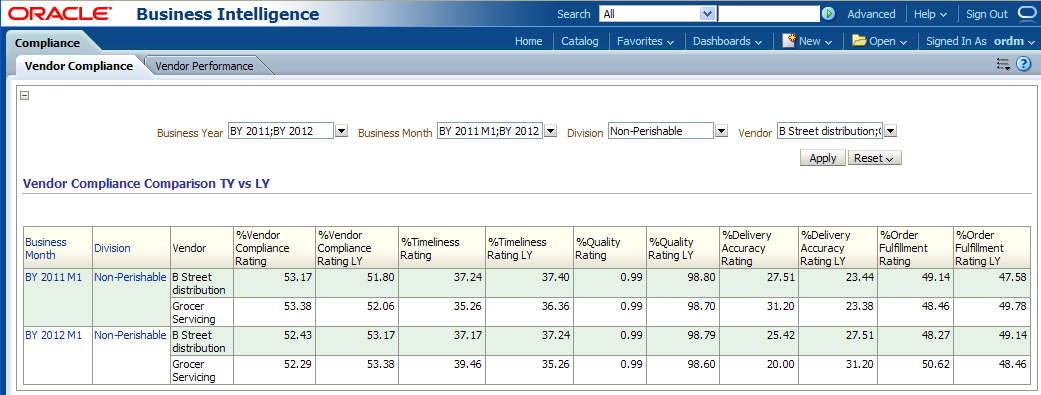 ORACLE Business Intelligence
Search All Advanced Help Sign Out
Compliance
Home Catalog Favorites Dashboards New Open Signed In As ordm
Vendor Compliance Vendor Performance
Business Year BY 2011;BY 2012 Business Month BY 2011 M1;BY 2012 Division Non-Perishable Vendor B Street distribution;
Apply Reset
Vendor Compliance Comparison TY vs LY
Business Month Division Vendor %Vendor Compliance Rating %Vendor Compliance Rating LY %Timeliness Rating %Timeliness Rating LY %Quality Rating %Quality Rating LY %Delivery Accuracy Rating %Delivery Accuracy Rating LY %Order Fulfillment Rating %Order Fulfillment Rating LY
BY 2011 M1 Non-Perishable B Street distribution 53.17 51.80 37.24 37.40 0.99 98.80 27.51 23.44 49.14 47.58
Grocer Servicing 53.38 52.06 35.26 36.36 0.99 98.70 31.20 23.38 48.46 49.78
BY 2012 M1 Non-Perishable B Street distribution 52.43 53.17 37.17 37.24 0.99 98.79 25.42 27.51 48.27 49.14
Grocer Servicing 52.29 53.38 39.46 35.26 0.99 98.60 20.00 31.20 50.62 48.46